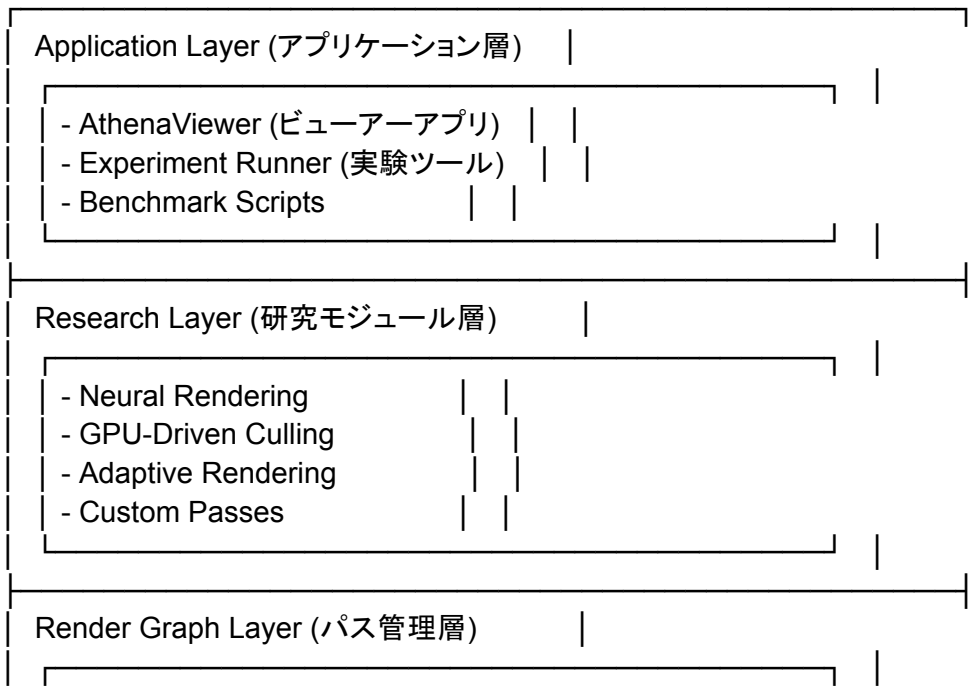 Application Layer (アプリケーション層)
- AthenaViewer (ビューアーアプリ)
- Experiment Runner (実験ツール)
- Benchmark Scripts
Research Layer (研究モジュール層)
- Neural Rendering
- GPU-Driven Culling
- Adaptive Rendering
- Custom Passes
Render Graph Layer (パス管理層)